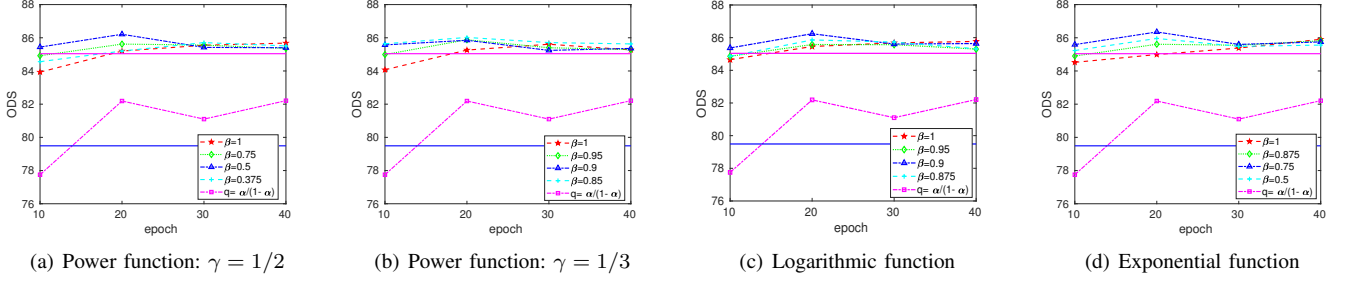 88
86
84
82
80
78
76
ODS
10 20 30 40
epoch
β=1
β=0.75
β=0.5
β=0.375
q= α/(1- α)
(a) Power function: γ = 1/2
88
86
84
82
80
78
76
ODS
10 20 30 40
epoch
β=1
β=0.95
β=0.9
β=0.85
q= α/(1- α)
(b) Power function: γ = 1/3
88
86
84
82
80
78
76
ODS
10 20 30 40
epoch
β=1
β=0.95
β=0.9
β=0.875
q= α/(1- α)
(c) Logarithmic function
88
86
84
82
80
78
76
ODS
10 20 30 40
epoch
β=1
β=0.875
β=0.75
β=0.5
q= α/(1- α)
(d) Exponential function